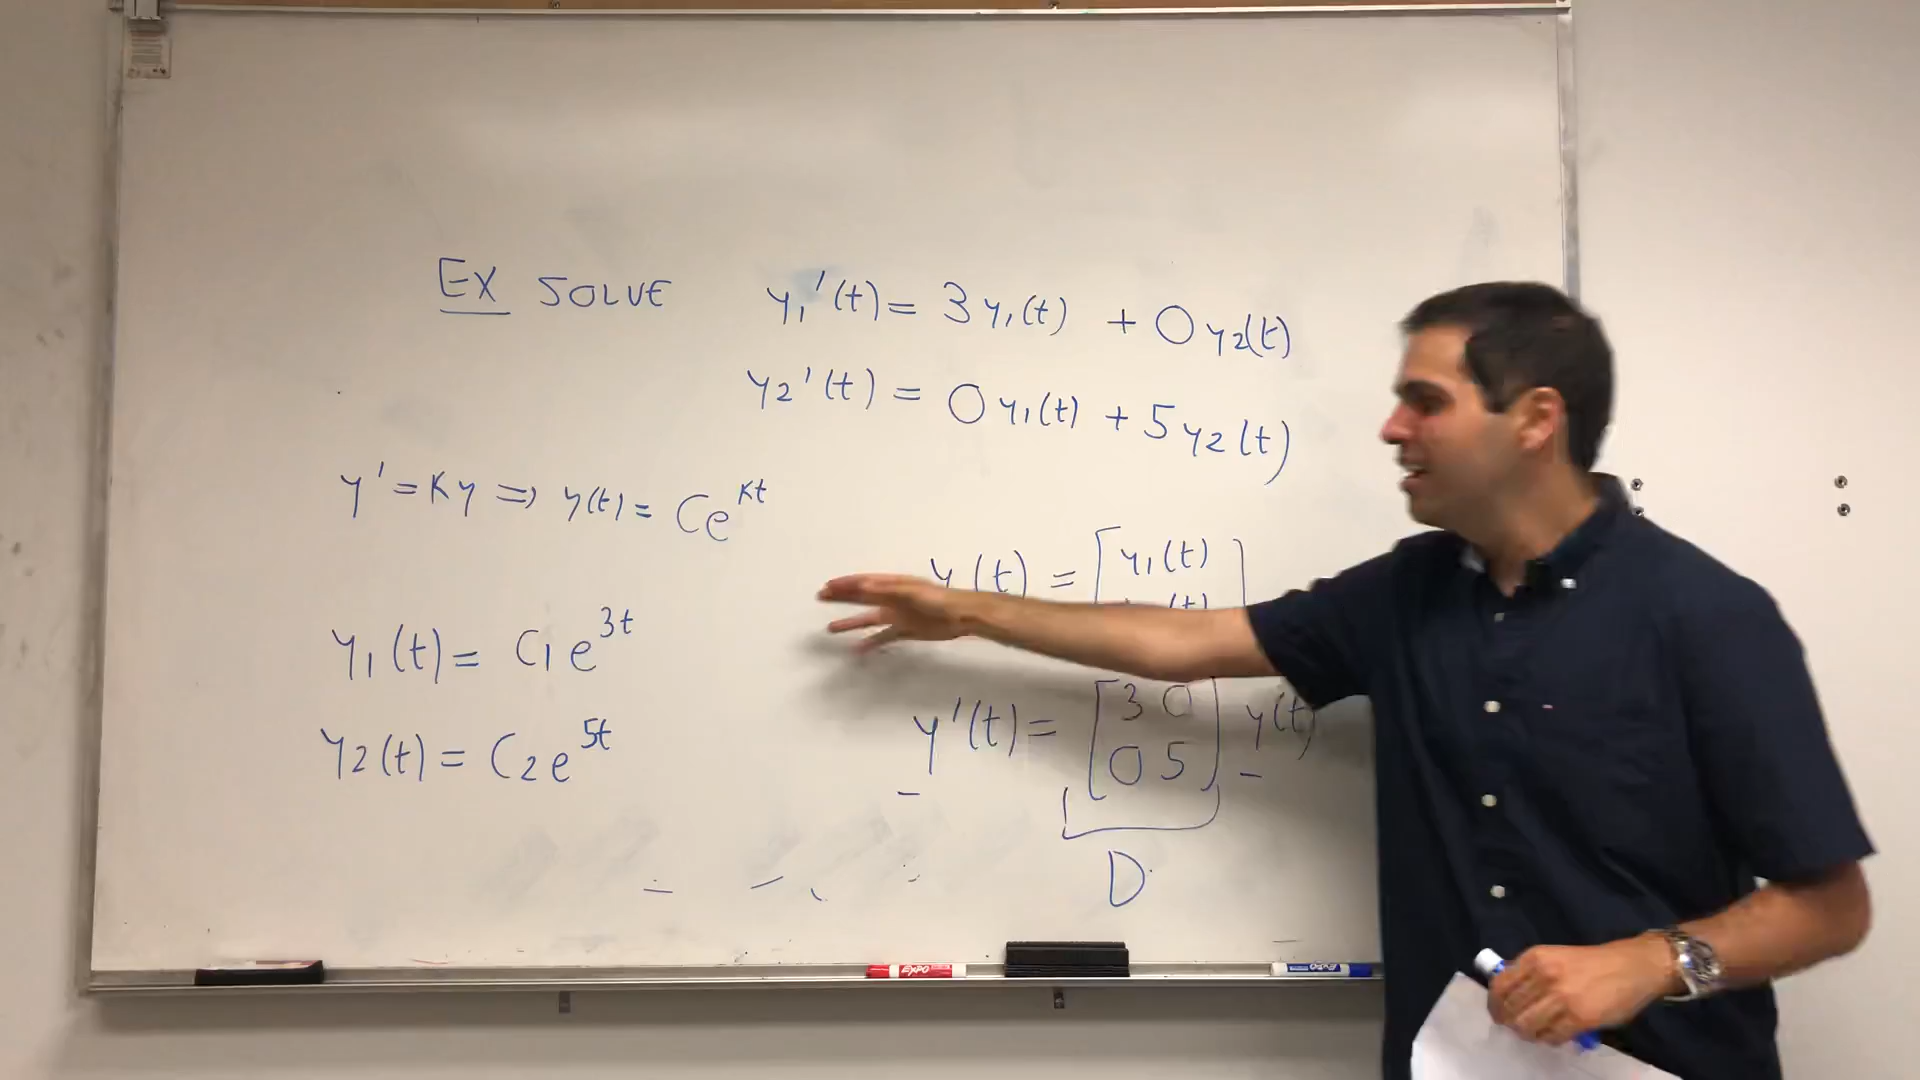 EX SOLVE y₁'(t) = 3y₁(t) + 0y₂(t)
y₂'(t) = 0y₁(t) + 5y₂(t)
y' = Ky ⇒ y(t) = Ce^{Kt}
y₁(t) = C₁e^{3t}
y₂(t) = C₂e^{5t}
y(t) = [y₁(t)
(t)]
y'(t) = [3 0
0 5] y(t)
D
EXPO
EXPO